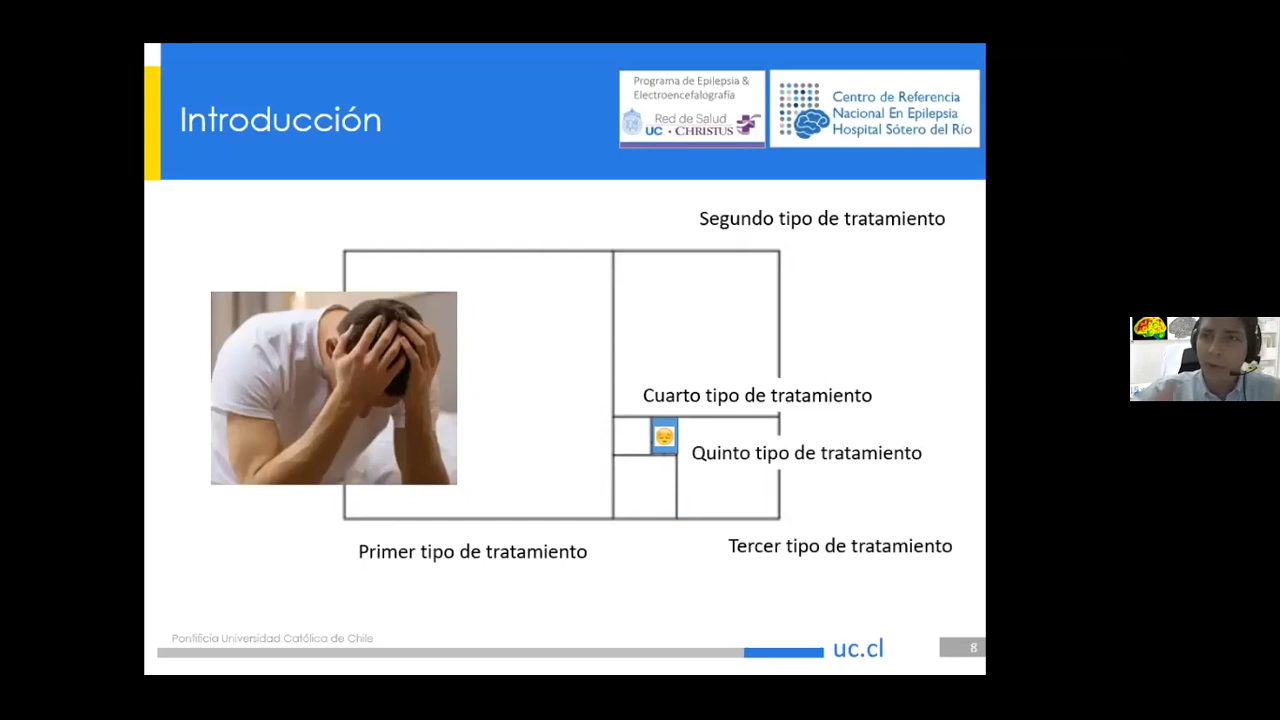 Introducción
Programa de Epilepsia &
Electroencefalografía
Red de Salud
UC • CHRISTUS
Centro de Referencia
Nacional En Epilepsia
Hospital Sótero del Río
Segundo tipo de tratamiento
Cuarto tipo de tratamiento
Quinto tipo de tratamiento
Primer tipo de tratamiento
Tercer tipo de tratamiento
Pontificia Universidad Católica de Chile
uc.cl
8